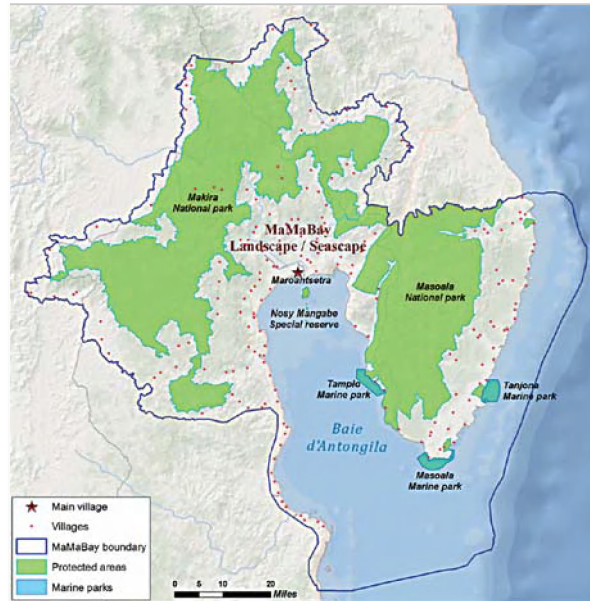 Makira
National park
MaMaBay
Landscape / Seascape
Maroantsetra
Nosy Mangabe
Special reserve
Masoala
National park
Tampio
Marine park
Tanjona
Marine park
Baie
d'Antongila
Masoala
Marine park
Main village
Villages
MaMaBay boundary
Protected areas
Marine parks
0 5 10 20
Miles